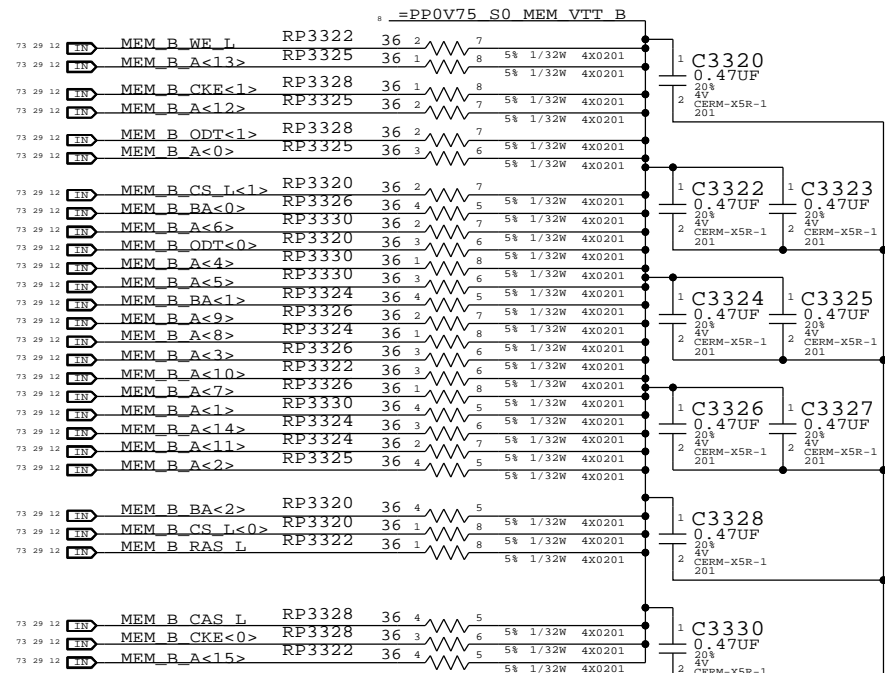 8 =PP0V75_S0_MEM_VTT_B
73 29 12 IN MEM_B_WE_L RP3322 36 2 7 5% 1/32W 4X0201
73 29 12 IN MEM_B_A<13> RP3325 36 1 8 5% 1/32W 4X0201
73 29 12 IN MEM_B_CKE<1> RP3328 36 1 8 5% 1/32W 4X0201
73 29 12 IN MEM_B_A<12> RP3325 36 2 7 5% 1/32W 4X0201
73 29 12 IN MEM_B_ODT<1> RP3328 36 2 7 5% 1/32W 4X0201
73 29 12 IN MEM_B_A<0> RP3325 36 3 6 5% 1/32W 4X0201
73 29 12 IN MEM_B_CS_L<1> RP3320 36 2 7 5% 1/32W 4X0201
73 29 12 IN MEM_B_BA<0> RP3326 36 4 5 5% 1/32W 4X0201
73 29 12 IN MEM_B_A<6> RP3330 36 2 7 5% 1/32W 4X0201
73 29 12 IN MEM_B_ODT<0> RP3320 36 3 6 5% 1/32W 4X0201
73 29 12 IN MEM_B_A<4> RP3330 36 1 8 5% 1/32W 4X0201
73 29 12 IN MEM_B_A<5> RP3330 36 3 6 5% 1/32W 4X0201
73 29 12 IN MEM_B_BA<1> RP3324 36 4 5 5% 1/32W 4X0201
73 29 12 IN MEM_B_A<9> RP3326 36 2 7 5% 1/32W 4X0201
73 29 12 IN MEM_B_A<8> RP3324 36 1 8 5% 1/32W 4X0201
73 29 12 IN MEM_B_A<3> RP3326 36 3 6 5% 1/32W 4X0201
73 29 12 IN MEM_B_A<10> RP3322 36 3 6 5% 1/32W 4X0201
73 29 12 IN MEM_B_A<7> RP3326 36 1 8 5% 1/32W 4X0201
73 29 12 IN MEM_B_A<1> RP3330 36 4 5 5% 1/32W 4X0201
73 29 12 IN MEM_B_A<14> RP3324 36 3 6 5% 1/32W 4X0201
73 29 12 IN MEM_B_A<11> RP3324 36 2 7 5% 1/32W 4X0201
73 29 12 IN MEM_B_A<2> RP3325 36 4 5 5% 1/32W 4X0201
73 29 12 IN MEM_B_BA<2> RP3320 36 4 5 5% 1/32W 4X0201
73 29 12 IN MEM_B_CS_L<0> RP3320 36 1 8 5% 1/32W 4X0201
73 29 12 IN MEM_B_RAS_L RP3322 36 1 8 5% 1/32W 4X0201
73 29 12 IN MEM_B_CAS_L RP3328 36 4 5 5% 1/32W 4X0201
73 29 12 IN MEM_B_CKE<0> RP3328 36 3 6 5% 1/32W 4X0201
73 29 12 IN MEM_B_A<15> RP3322 36 4 5 5% 1/32W 4X0201
1 C3320
0.47UF
20%
4V
2 CERM-X5R-1
201
1 C3322 1 C3323
0.47UF 0.47UF
20% 20%
4V 4V
2 CERM-X5R-1 2 CERM-X5R-1
201 201
1 C3324 1 C3325
0.47UF 0.47UF
20% 20%
4V 4V
2 CERM-X5R-1 2 CERM-X5R-1
201 201
1 C3326 1 C3327
0.47UF 0.47UF
20% 20%
4V 4V
2 CERM-X5R-1 2 CERM-X5R-1
201 201
1 C3328
0.47UF
20%
4V
2 CERM-X5R-1
201
1 C3330
0.47UF
20%
4V
2 CERM-X5R-1